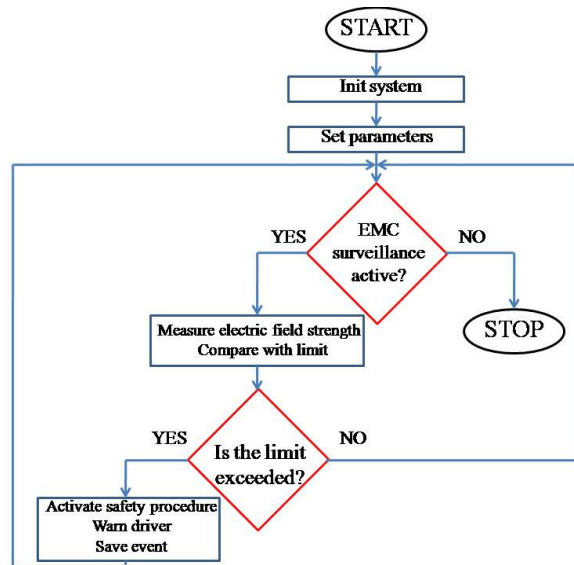 START
Init system
Set parameters
EMC
surveillance
active?
YES
NO
Measure electric field strength
Compare with limit
STOP
Is the limit
exceeded?
YES
NO
Activate safety procedure
Warn driver
Save event